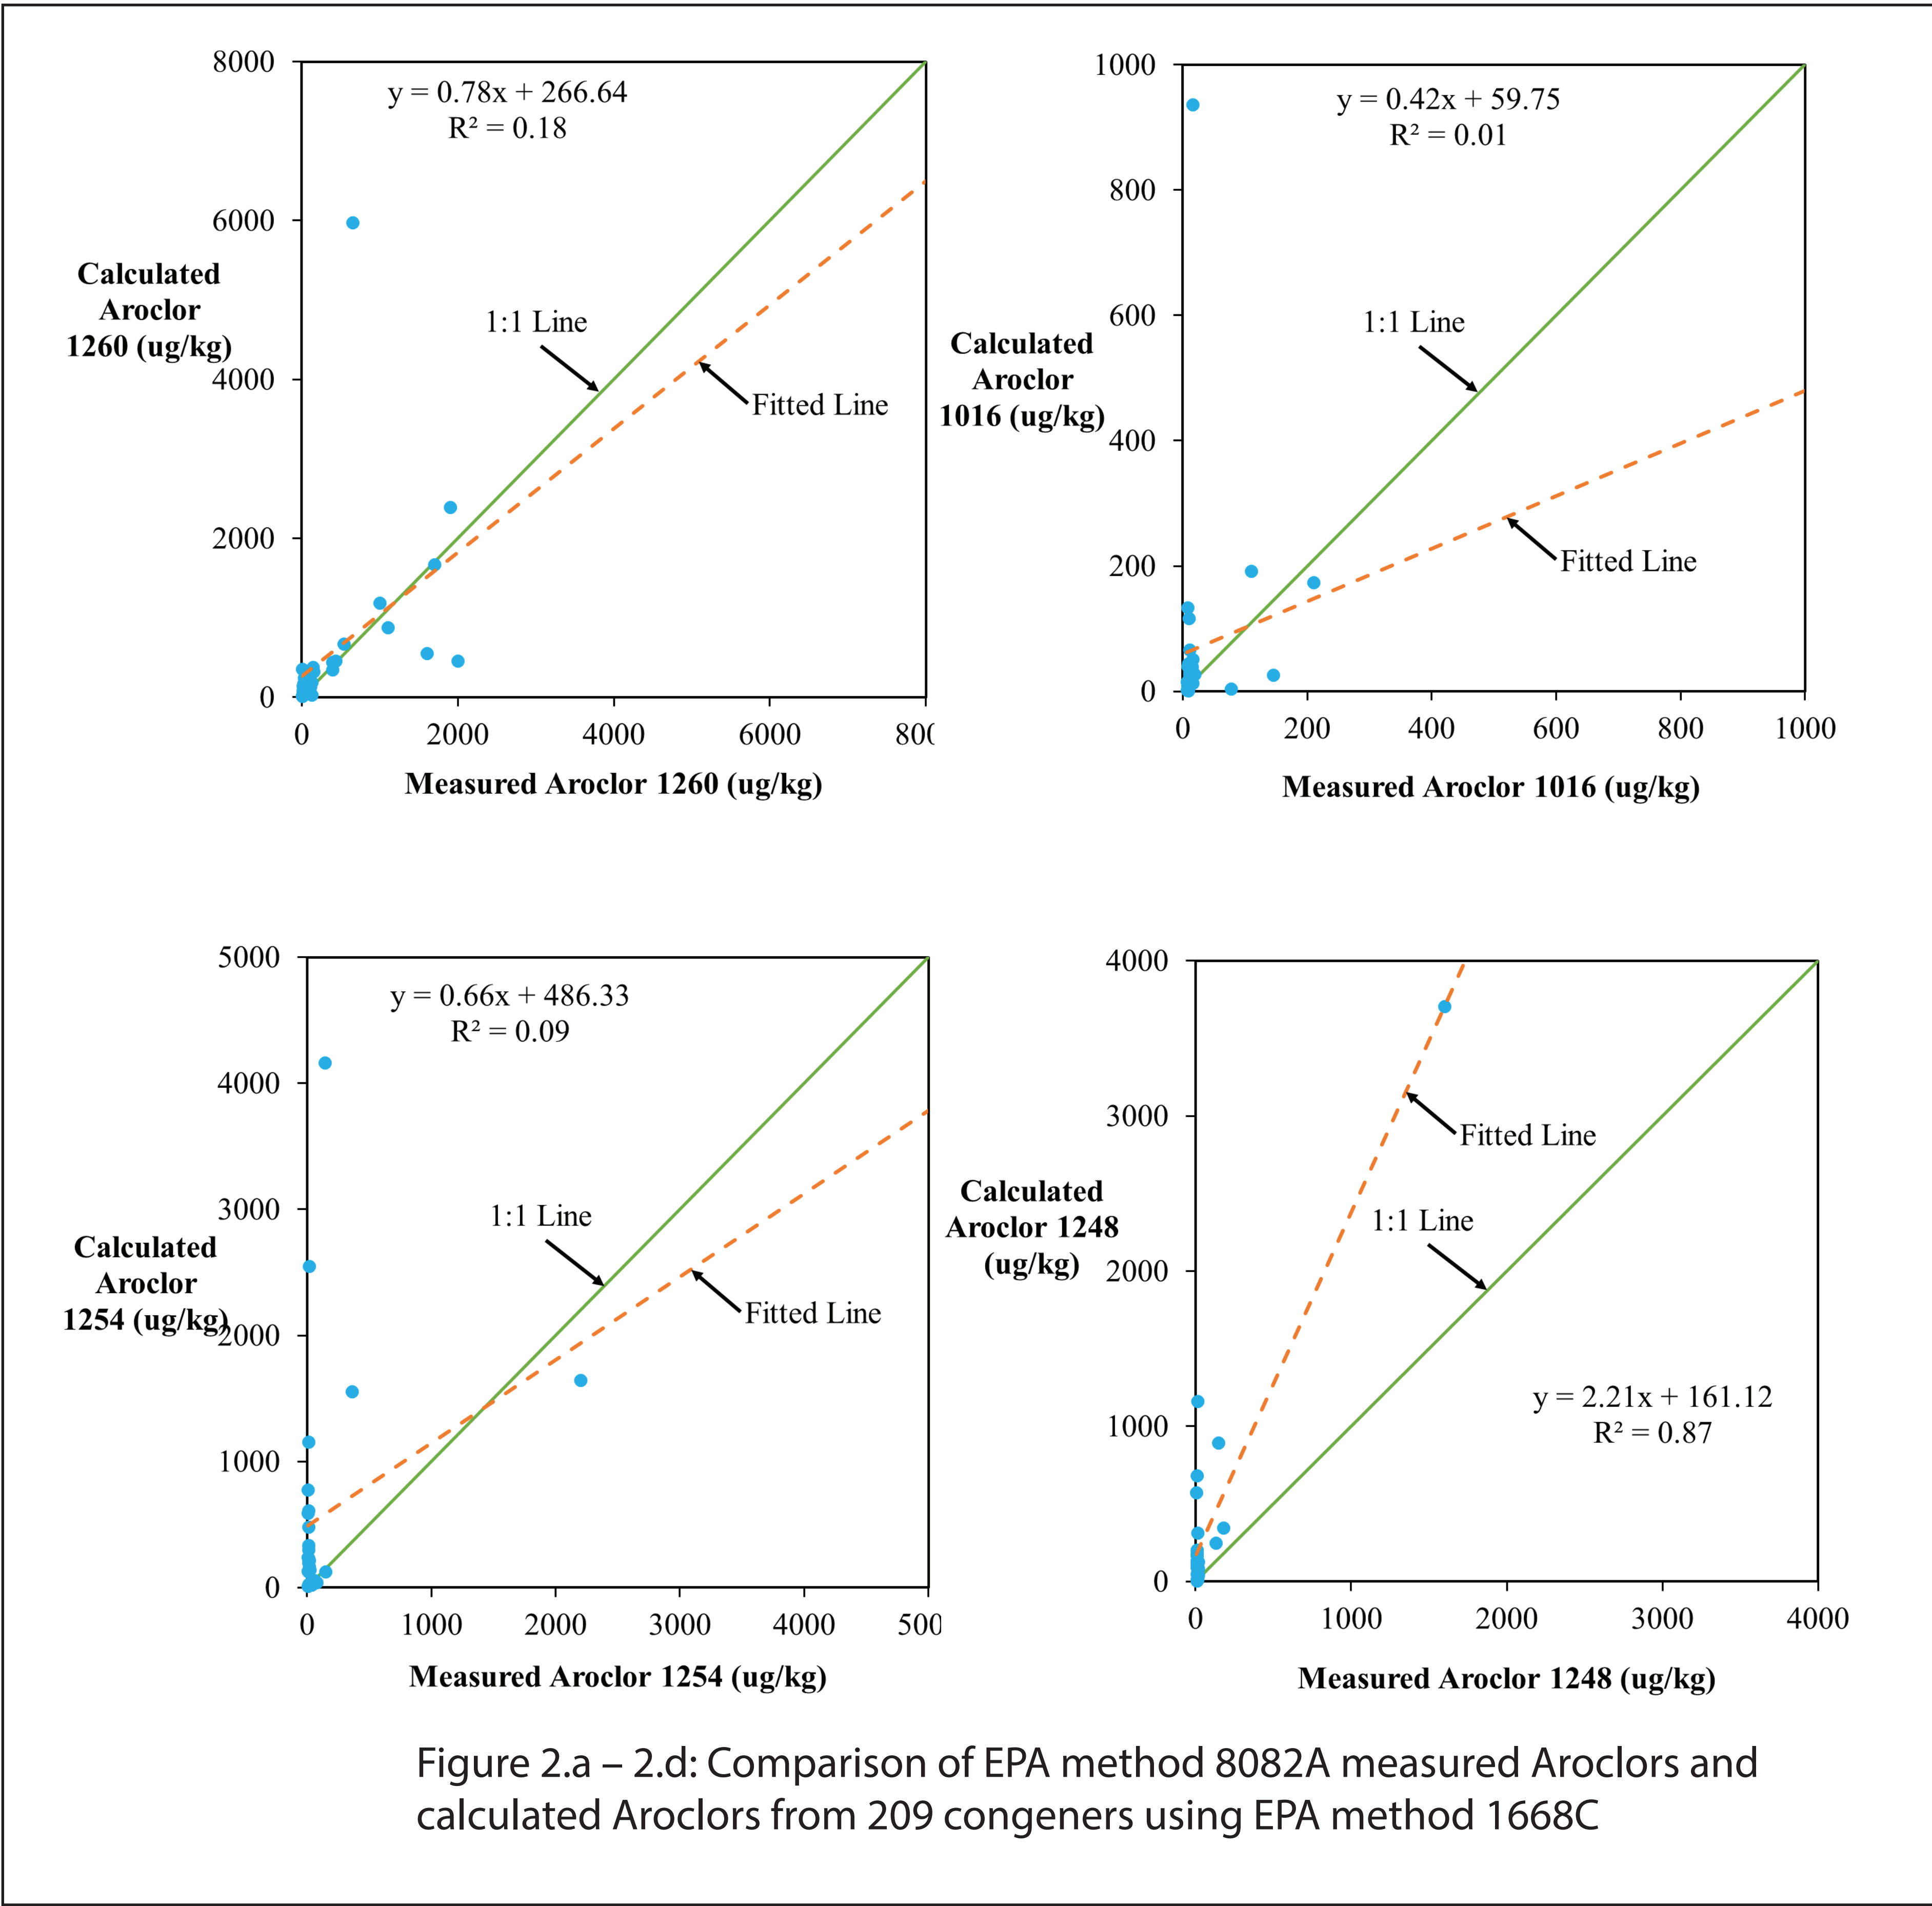 8000
y = 0.78x + 266.64
R² = 0.18
6000
Calculated
Aroclor
1260 (ug/kg)
1:1 Line
4000
Fitted Line
2000
0
0 2000 4000 6000 800
Measured Aroclor 1260 (ug/kg)
1000
y = 0.42x + 59.75
R² = 0.01
800
600
1:1 Line
Calculated
Aroclor
1016 (ug/kg)
400
Fitted Line
200
0
0 200 400 600 800 1000
Measured Aroclor 1016 (ug/kg)
5000
y = 0.66x + 486.33
R² = 0.09
4000
3000
1:1 Line
Calculated
Aroclor
1254 (ug/kg)
Fitted Line
2000
1000
0
0 1000 2000 3000 4000 500
Measured Aroclor 1254 (ug/kg)
4000
3000
Fitted Line
Calculated
Aroclor 1248
(ug/kg)
1:1 Line
2000
1000
y = 2.21x + 161.12
R² = 0.87
0
0 1000 2000 3000 4000
Measured Aroclor 1248 (ug/kg)
Figure 2.a – 2.d: Comparison of EPA method 8082A measured Aroclors and
calculated Aroclors from 209 congeners using EPA method 1668C